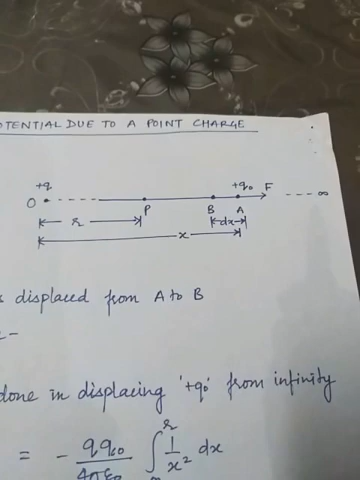 POTENTIAL DUE TO A POINT CHARGE
+q +q₀ F
O P B A ∞
r dx
x
displaced from A to B
done in displacing '+q₀' from infinity
= - qq₀/4πε₀ ∫ r ∞ 1/x² dx